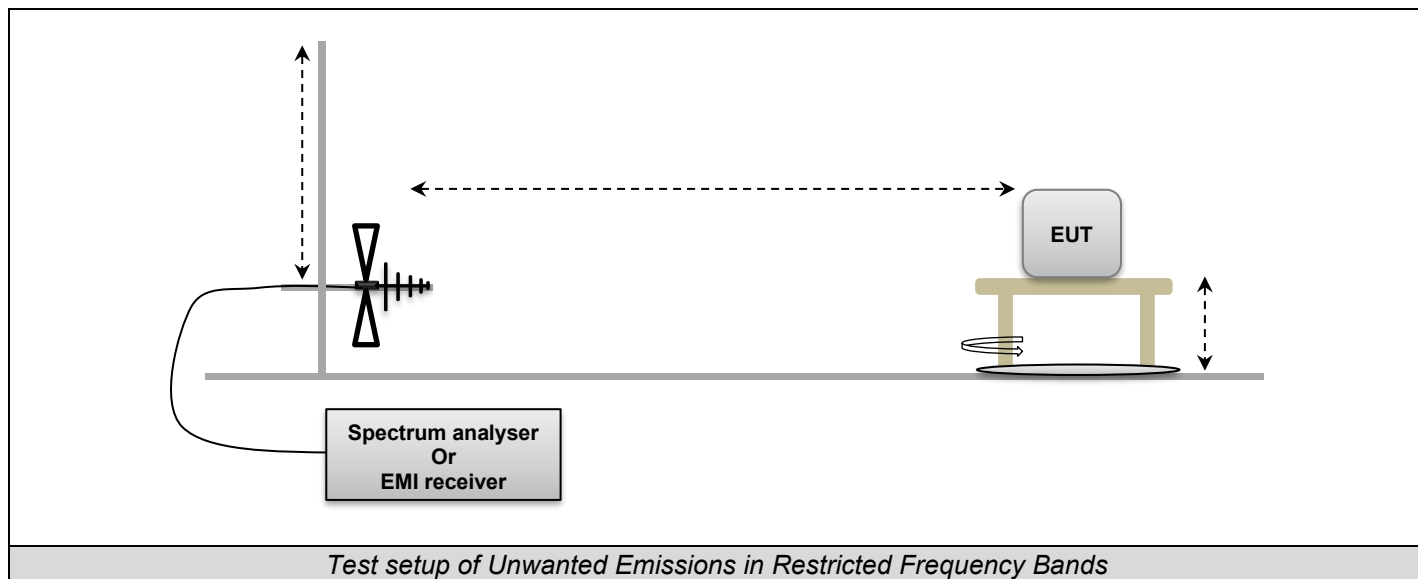 EUT
Spectrum analyser
Or
EMI receiver
Test setup of Unwanted Emissions in Restricted Frequency Bands